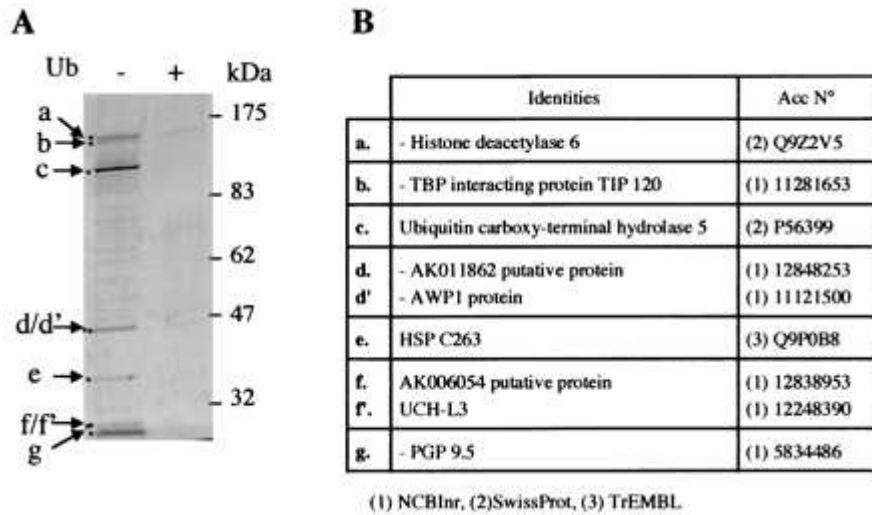 A
B
Ub - + kDa
175
83
62
47
32
a
b
c
d/d'
e
f/f'
g
Identities Acc N°
a. - Histone deacetylase 6 (2) Q9Z2V5
b. - TBP interacting protein TIP 120 (1) 11281653
c. Ubiquitin carboxy-terminal hydrolase 5 (2) P56399
d. - AK011862 putative protein (1) 12848253
d' - AWP1 protein (1) 11121500
e. HSP C263 (3) Q9P0B8
f. AK006054 putative protein (1) 12838953
f'. UCH-L3 (1) 12248390
g. - PGP 9.5 (1) 5834486
(1) NCBInr, (2)SwissProt, (3) TrEMBL